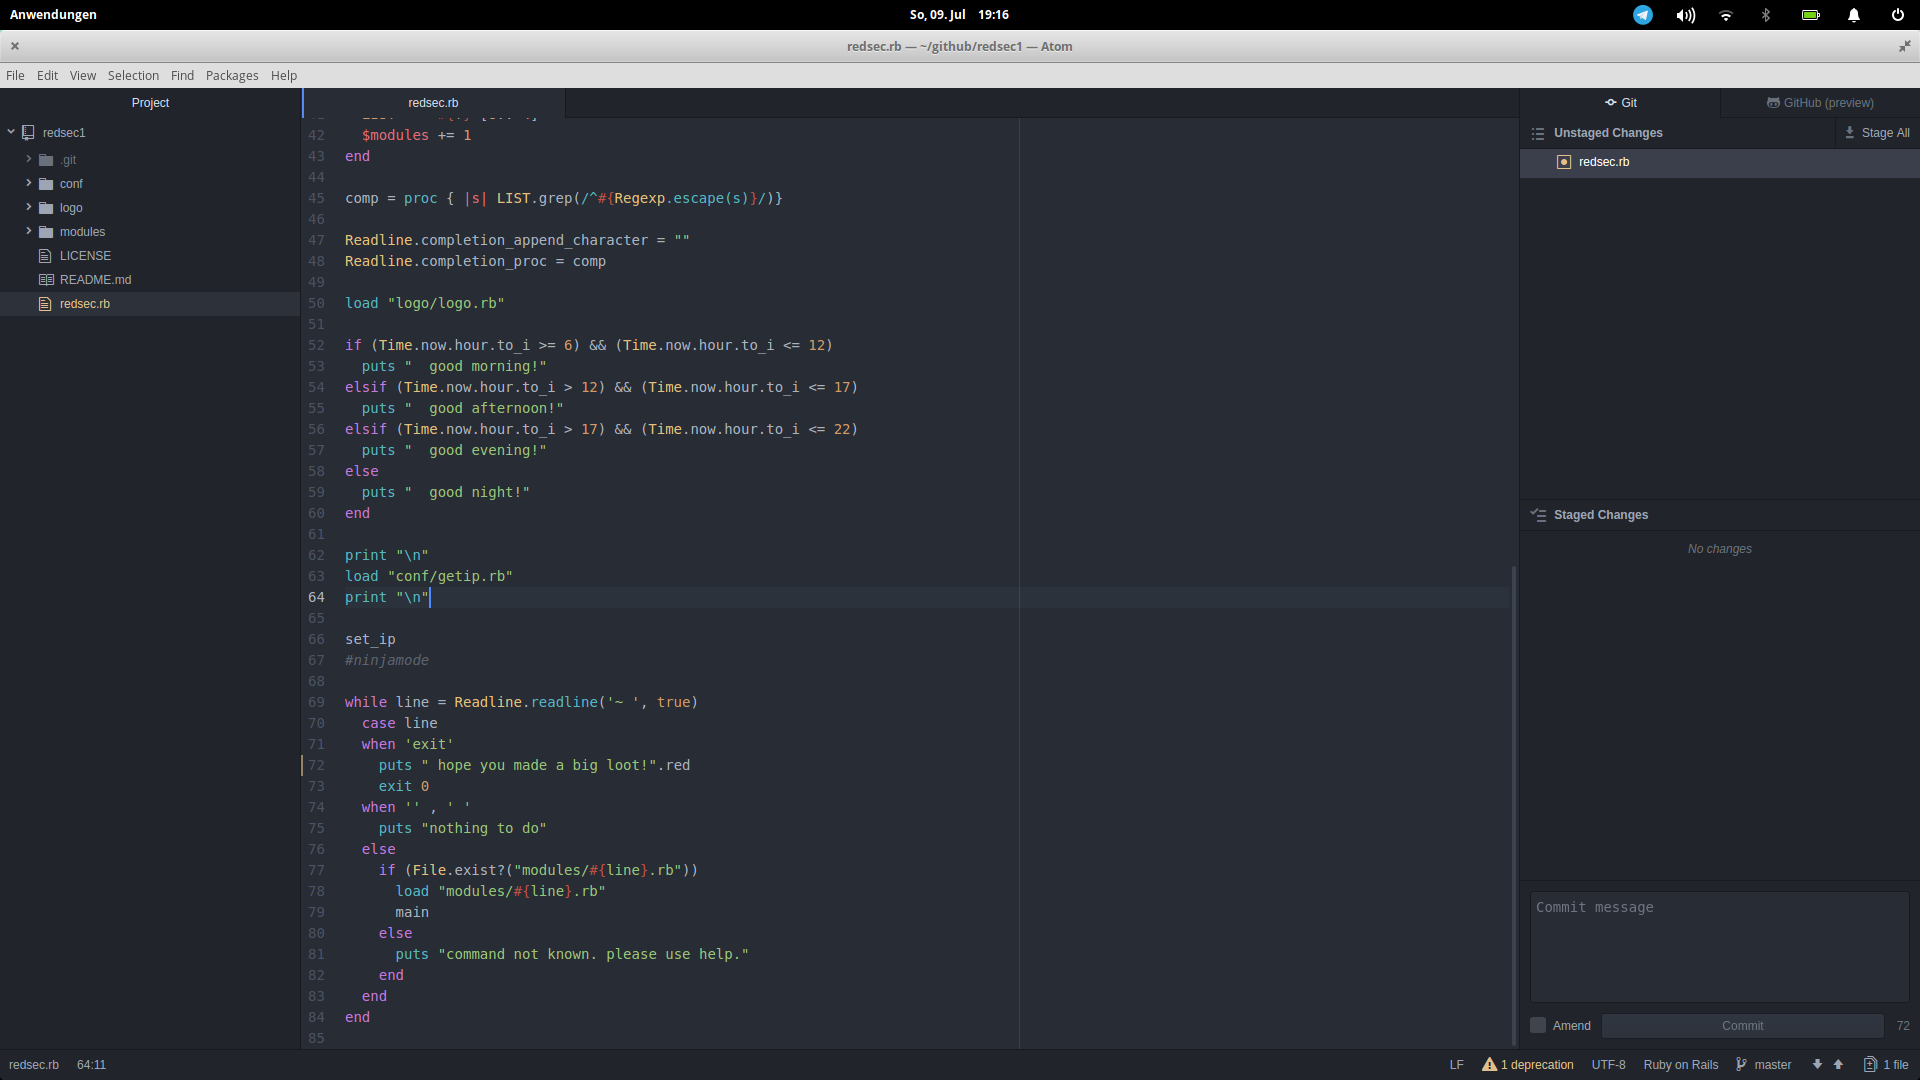 Anwendungen
So, 09. Jul 19:16
redsec.rb — ~/github/redsec1 — Atom
File Edit View Selection Find Packages Help
Project
redsec1
.git
conf
logo
modules
LICENSE
README.md
redsec.rb
redsec.rb
42   $modules += 1
43 end
44
45 comp = proc { |s| LIST.grep(/^#{Regexp.escape(s)}/)}
46
47 Readline.completion_append_character = ""
48 Readline.completion_proc = comp
49
50 load "logo/logo.rb"
51
52 if (Time.now.hour.to_i >= 6) && (Time.now.hour.to_i <= 12)
53   puts "  good morning!"
54 elsif (Time.now.hour.to_i > 12) && (Time.now.hour.to_i <= 17)
55   puts "  good afternoon!"
56 elsif (Time.now.hour.to_i > 17) && (Time.now.hour.to_i <= 22)
57   puts "  good evening!"
58 else
59   puts "  good night!"
60 end
61
62 print "\n"
63 load "conf/getip.rb"
64 print "\n"
65
66 set_ip
67 #ninjamode
68
69 while line = Readline.readline('~ ', true)
70   case line
71   when 'exit'
72     puts " hope you made a big loot!".red
73     exit 0
74   when '' , ' '
75     puts "nothing to do"
76   else
77     if (File.exist?("modules/#{line}.rb"))
78       load "modules/#{line}.rb"
79       main
80     else
81       puts "command not known. please use help."
82     end
83   end
84 end
85
Git
GitHub (preview)
Unstaged Changes
Stage All
redsec.rb
Staged Changes
No changes
Commit message
Amend
Commit
72
redsec.rb 64:11
LF 1 deprecation UTF-8 Ruby on Rails master 1 file